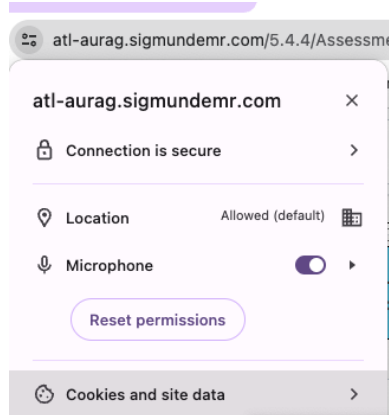 atl-aurag.sigmundemr.com/5.4.4/Assessme
atl-aurag.sigmundemr.com
Connection is secure
Location Allowed (default)
Microphone
Reset permissions
Cookies and site data